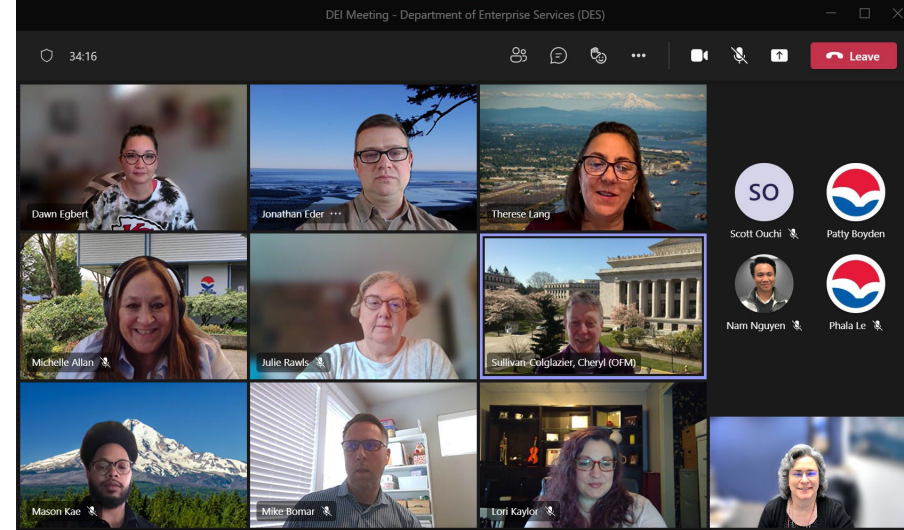 DEI Meeting - Department of Enterprise Services (DES)
34:16
Leave
Dawn Egbert
Jonathan Eder ···
Therese Lang
SO
Scott Ouchi
Patty Boyden
Michelle Allan
Julie Rawls
Sullivan-Colglazier, Cheryl (OFM)
Nam Nguyen
Phala Le
Mason Kae
Mike Bomar
Lori Kaylor